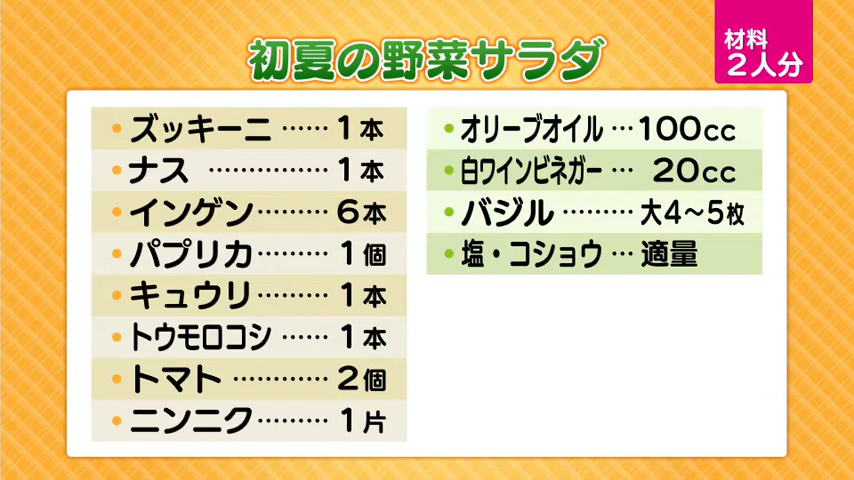 初夏の野菜サラダ
材料
2人分
・ズッキーニ ……1本
・ナス ……………1本
・インゲン………6本
・パプリカ………1個
・キュウリ………1本
・トウモロコシ ……1本
・トマト …………2個
・ニンニク………1片
・オリーブオイル …100cc
・白ワインビネガー … 20cc
・バジル ………大4〜5枚
・塩・コショウ …適量